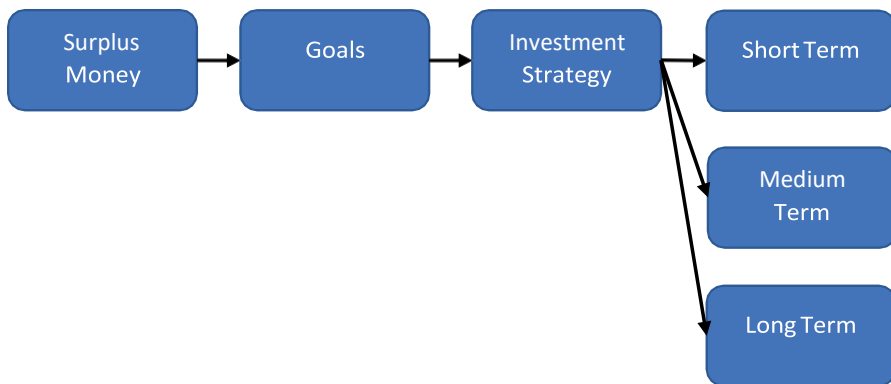 Surplus
Money
Goals
Investment
Strategy
Short Term
Medium
Term
Long Term